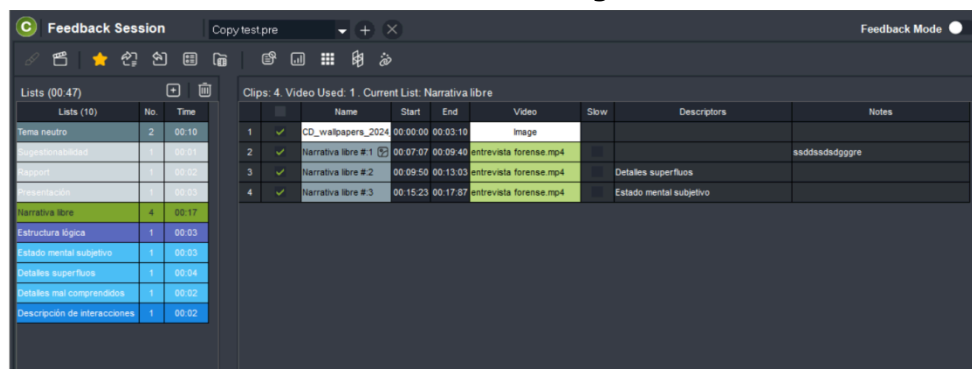 C Feedback Session Copy test.pre Feedback Mode
Lists (00:47)
Clips: 4. Video Used: 1 . Current List: Narrativa libre
Lists (10) No. Time
Tema neutro 2 00:10
Sugestionabilidad 1 00:01
Rapport 1 00:02
Presentación 1 00:03
Narrativa libre 4 00:17
Estructura lógica 1 00:03
Estado mental subjetivo 1 00:03
Detalles superfluos 1 00:04
Detalles mal comprendidos 1 00:02
Descripción de interacciones 1 00:02
Name Start End Video Slow Descriptors Notes
1 CD_wallpapers_2024_ 00:00:00 00:03:10 Image
2 Narrativa libre #:1 00:07:07 00:09:40 entrevista forense.mp4 ssddssdsdgggre
3 Narrativa libre #:2 00:09:50 00:13:03 entrevista forense.mp4 Detalles superfluos
4 Narrativa libre #:3 00:15:23 00:17:87 entrevista forense.mp4 Estado mental subjetivo